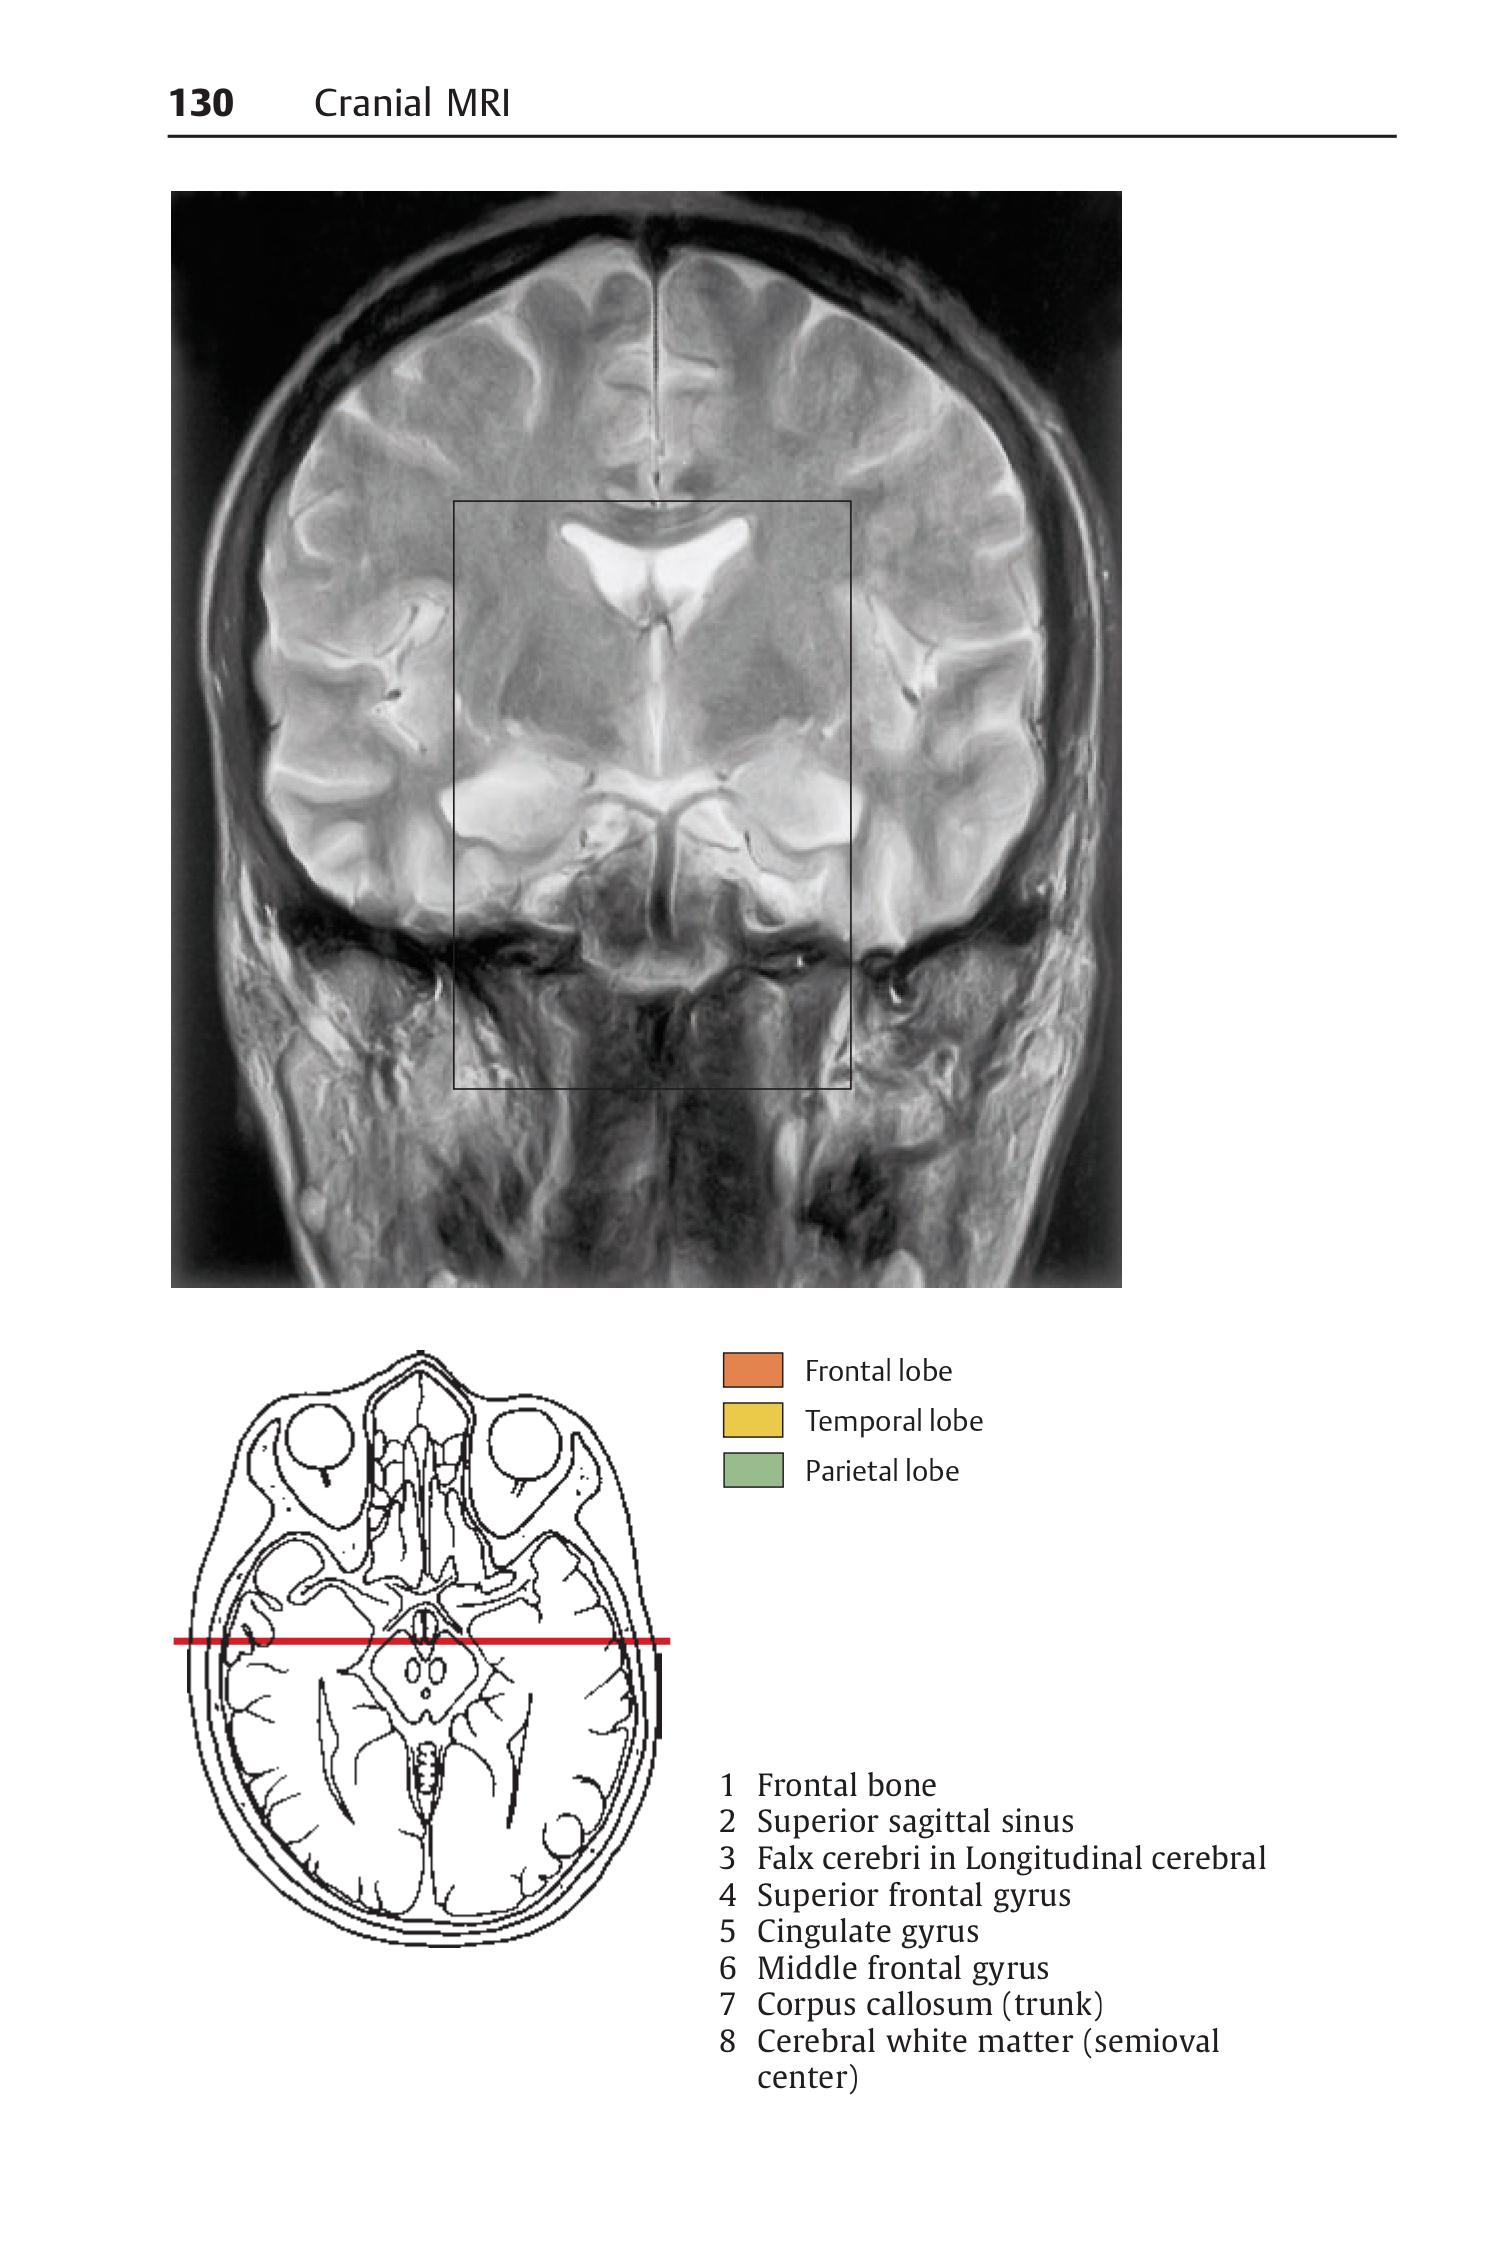 130 Cranial MRI
Frontal lobe
Temporal lobe
Parietal lobe
1 Frontal bone
2 Superior sagittal sinus
3 Falx cerebri in Longitudinal cerebral
4 Superior frontal gyrus
5 Cingulate gyrus
6 Middle frontal gyrus
7 Corpus callosum (trunk)
8 Cerebral white matter (semioval
center)